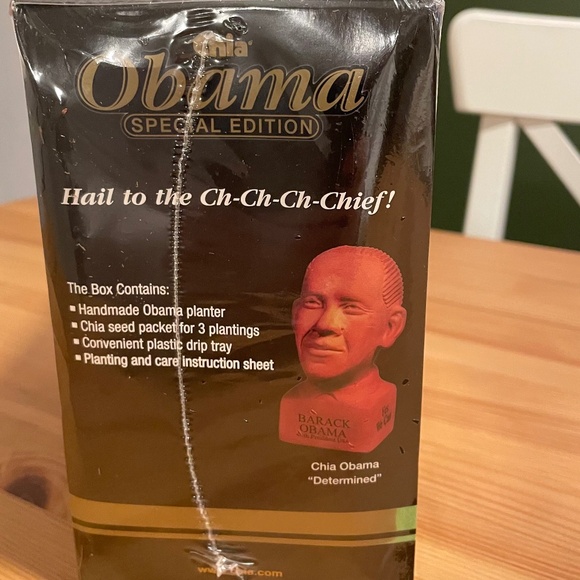 Chia®
Obama
SPECIAL EDITION
Hail to the Ch-Ch-Ch-Chief!
The Box Contains:
▪ Handmade Obama planter
▪ Chia seed packet for 3 plantings
▪ Convenient plastic drip tray
▪ Planting and care instruction sheet
BARACK
OBAMA
Chia Obama
"Determined"